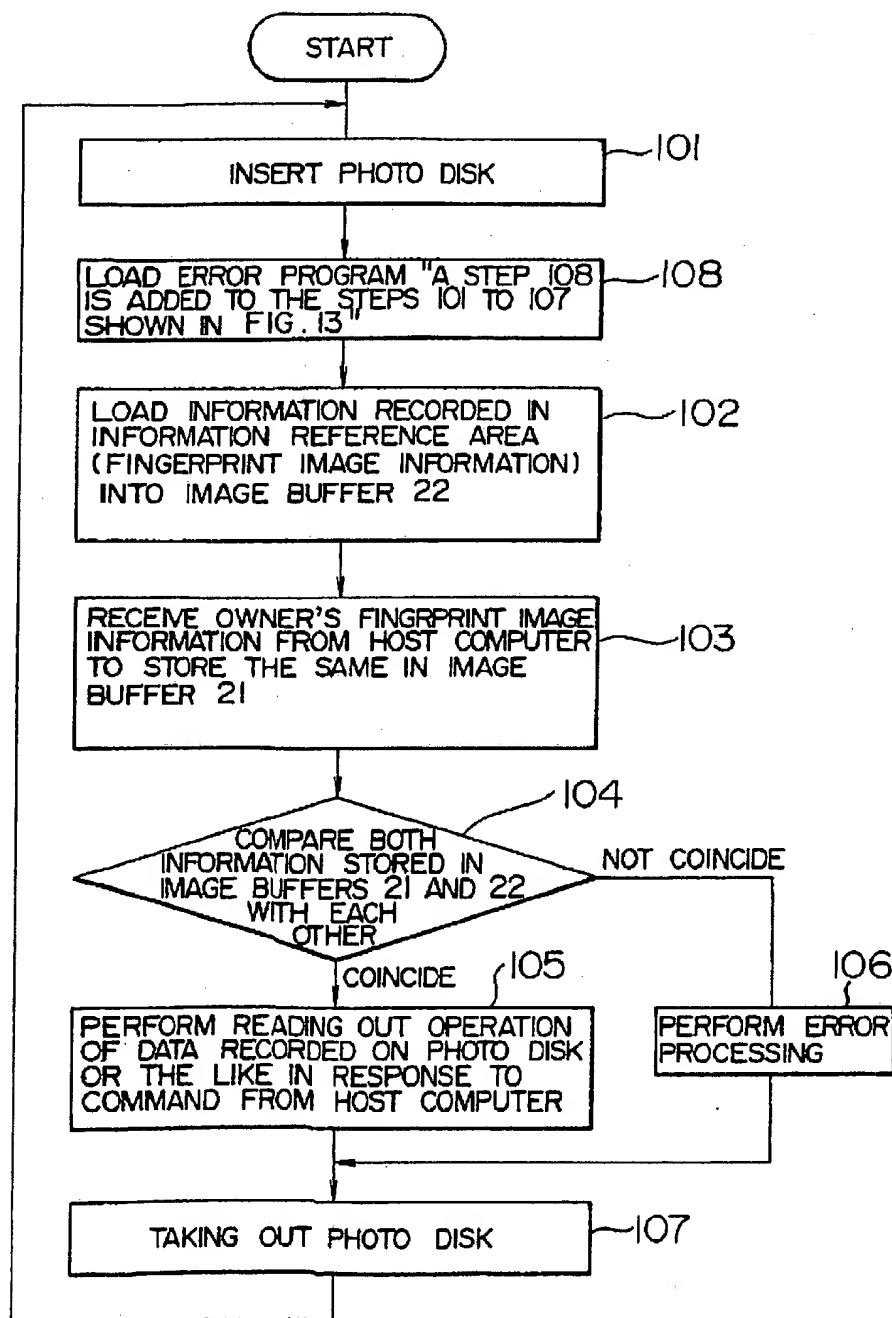 START
INSERT PHOTO DISK
101
LOAD ERROR PROGRAM "A STEP 108
IS ADDED TO THE STEPS 101 TO 107
SHOWN IN FIG. 13"
108
LOAD INFORMATION RECORDED IN
INFORMATION REFERENCE AREA
(FINGERPRINT IMAGE INFORMATION)
INTO IMAGE BUFFER 22
102
RECEIVE OWNER'S FINGRPRINT IMAGE
INFORMATION FROM HOST COMPUTER
TO STORE THE SAME IN IMAGE
BUFFER 21
103
104
COMPARE BOTH
INFORMATION STORED IN
IMAGE BUFFERS 21 AND 22
WITH EACH
OTHER
NOT COINCIDE
COINCIDE
105
PERFORM READING OUT OPERATION
OF DATA RECORDED ON PHOTO DISK
OR THE LIKE IN RESPONSE TO
COMMAND FROM HOST COMPUTER
106
PERFORM ERROR
PROCESSING
TAKING OUT PHOTO DISK
107